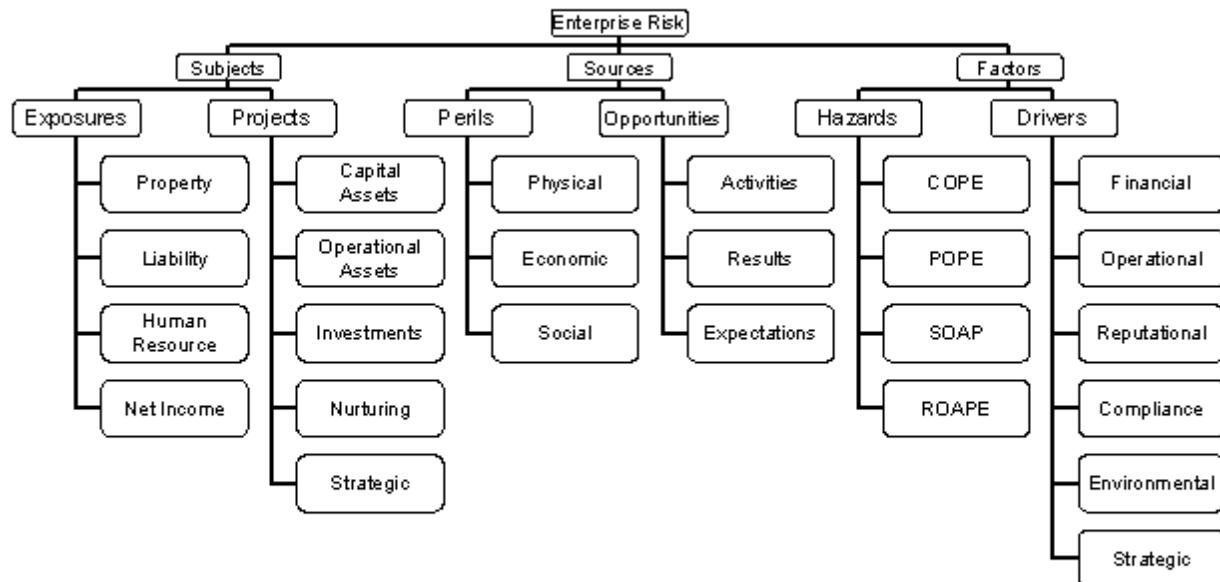 Enterprise Risk
Subjects
Sources
Factors
Exposures
Projects
Perils
Opportunities
Hazards
Drivers
Property
Liability
Human
Resource
Net Income
Capital
Assets
Operational
Assets
Investments
Nurturing
Strategic
Physical
Economic
Social
Activities
Results
Expectations
COPE
POPE
SOAP
ROAPE
Financial
Operational
Reputational
Compliance
Environmental
Strategic